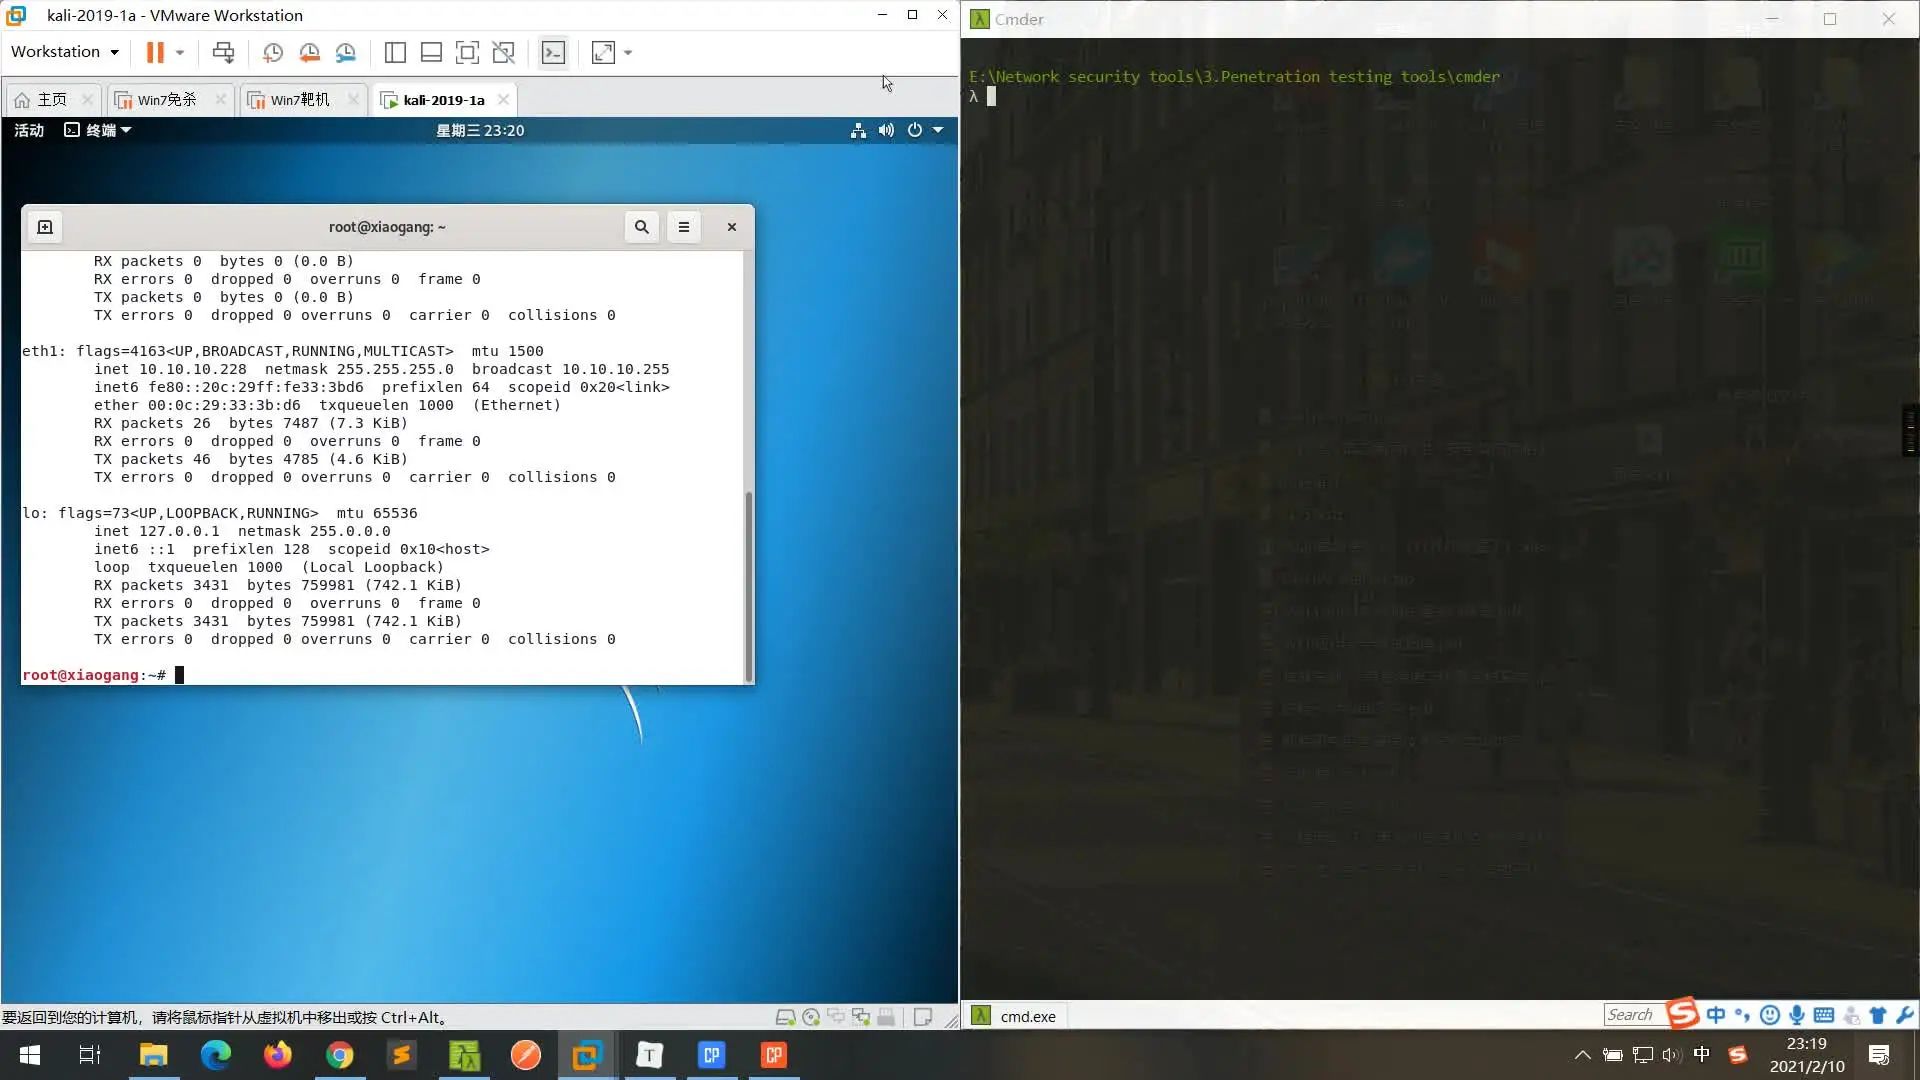 kali-2019-1a - VMware Workstation
Workstation
主页
Win7免杀
Win7靶机
kali-2019-1a
活动
终端
星期三 23:20
root@xiaogang: ~
RX packets 0  bytes 0 (0.0 B)
RX errors 0  dropped 0  overruns 0  frame 0
TX packets 0  bytes 0 (0.0 B)
TX errors 0  dropped 0 overruns 0  carrier 0  collisions 0
eth1: flags=4163<UP,BROADCAST,RUNNING,MULTICAST>  mtu 1500
inet 10.10.10.228  netmask 255.255.255.0  broadcast 10.10.10.255
inet6 fe80::20c:29ff:fe33:3bd6  prefixlen 64  scopeid 0x20<link>
ether 00:0c:29:33:3b:d6  txqueuelen 1000  (Ethernet)
RX packets 26  bytes 7487 (7.3 KiB)
RX errors 0  dropped 0  overruns 0  frame 0
TX packets 46  bytes 4785 (4.6 KiB)
TX errors 0  dropped 0 overruns 0  carrier 0  collisions 0
lo: flags=73<UP,LOOPBACK,RUNNING>  mtu 65536
inet 127.0.0.1  netmask 255.0.0.0
inet6 ::1  prefixlen 128  scopeid 0x10<host>
loop  txqueuelen 1000  (Local Loopback)
RX packets 3431  bytes 759981 (742.1 KiB)
RX errors 0  dropped 0  overruns 0  frame 0
TX packets 3431  bytes 759981 (742.1 KiB)
TX errors 0  dropped 0 overruns 0  carrier 0  collisions 0
root@xiaogang:~#
要返回到您的计算机，请将鼠标指针从虚拟机中移出或按 Ctrl+Alt。
Cmder
E:\Network security tools\3.Penetration testing tools\cmder
λ
cmd.exe
Search
中
T
CP
CP
中
23:19
2021/2/10